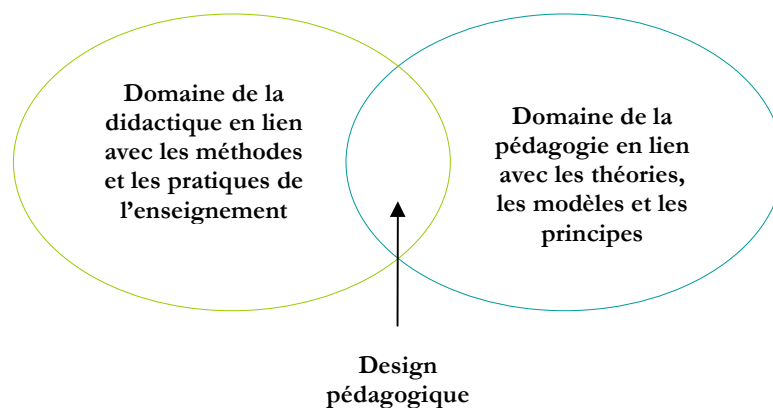 Domaine de la
didactique en lien
avec les méthodes
et les pratiques de
l’enseignement
Domaine de la
pédagogie en lien
avec les théories,
les modèles et les
principes
Design
pédagogique